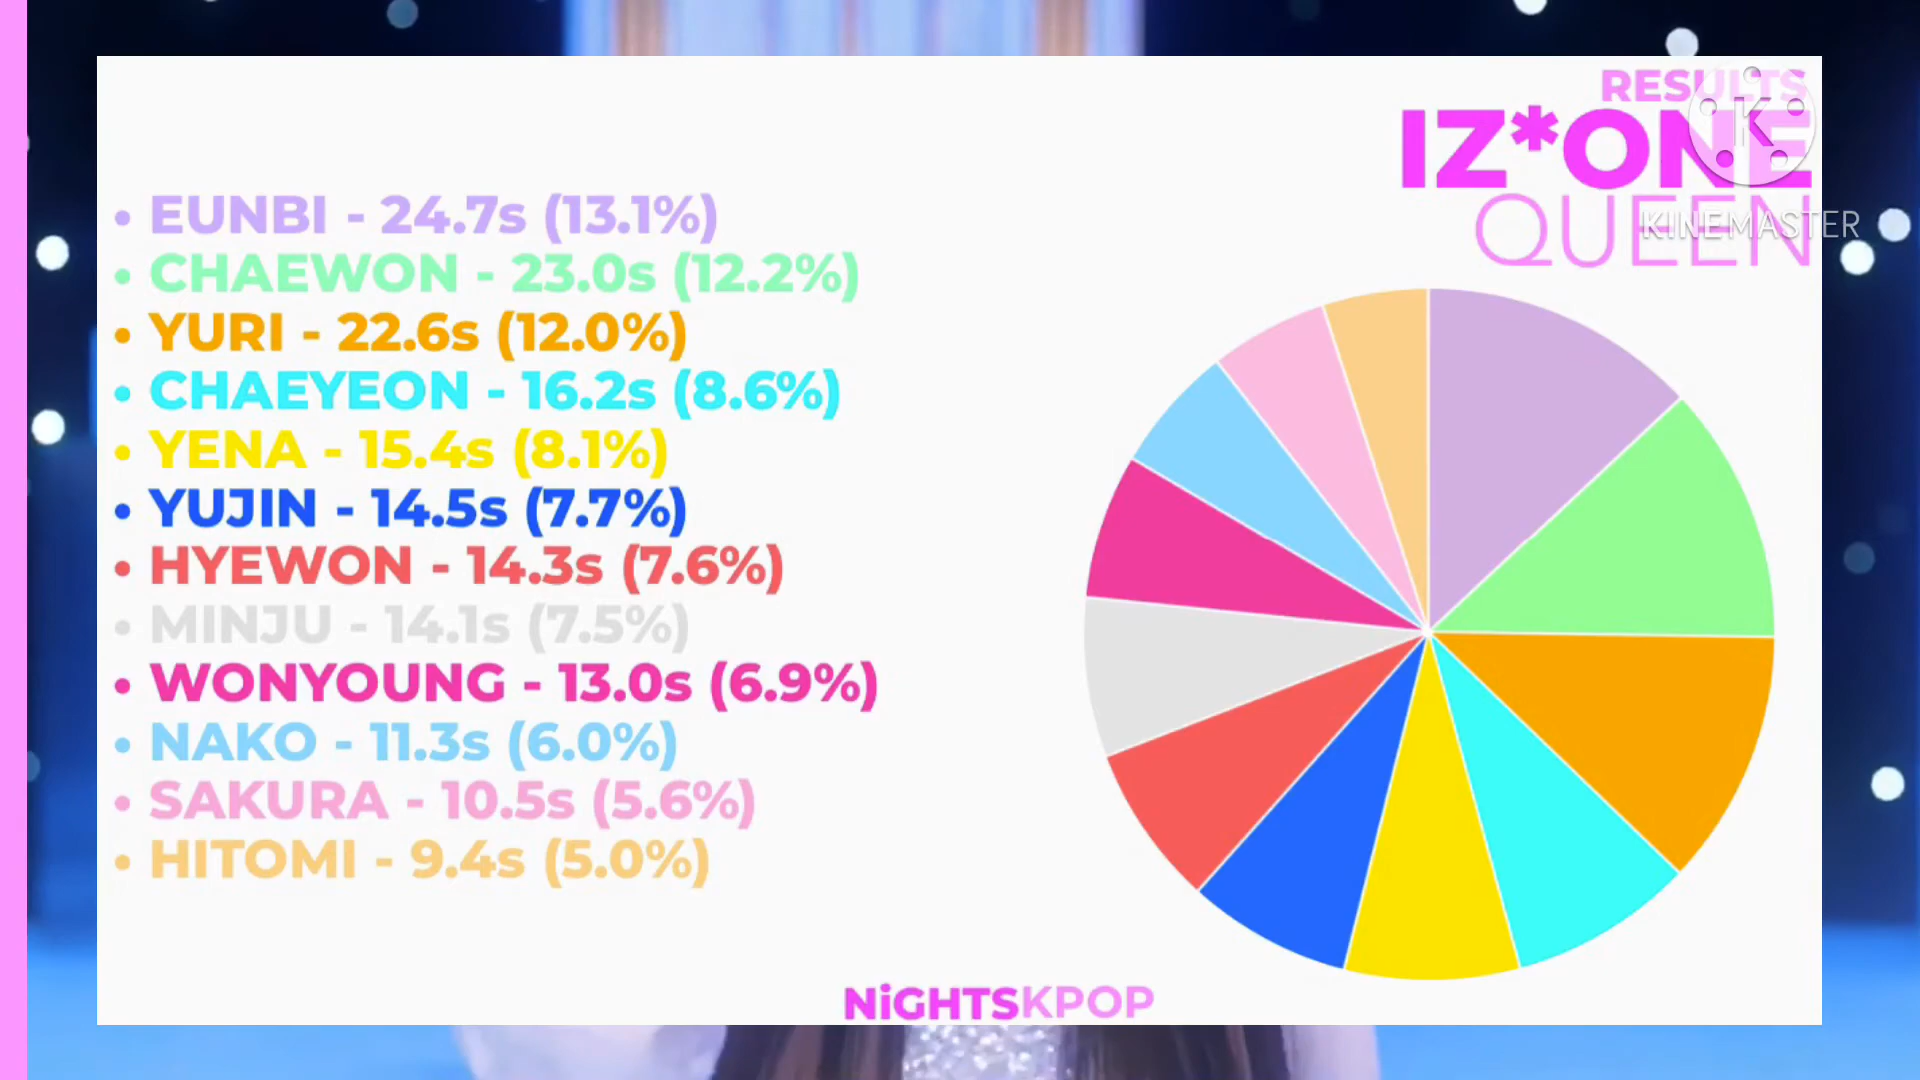 RESULTS
IZ*ONE
QUEEN
KINEMASTER
• EUNBI - 24.7s (13.1%)
• CHAEWON - 23.0s (12.2%)
• YURI - 22.6s (12.0%)
• CHAEYEON - 16.2s (8.6%)
• YENA - 15.4s (8.1%)
• YUJIN - 14.5s (7.7%)
• HYEWON - 14.3s (7.6%)
• MINJU - 14.1s (7.5%)
• WONYOUNG - 13.0s (6.9%)
• NAKO - 11.3s (6.0%)
• SAKURA - 10.5s (5.6%)
• HITOMI - 9.4s (5.0%)
NiGHTSKPOP